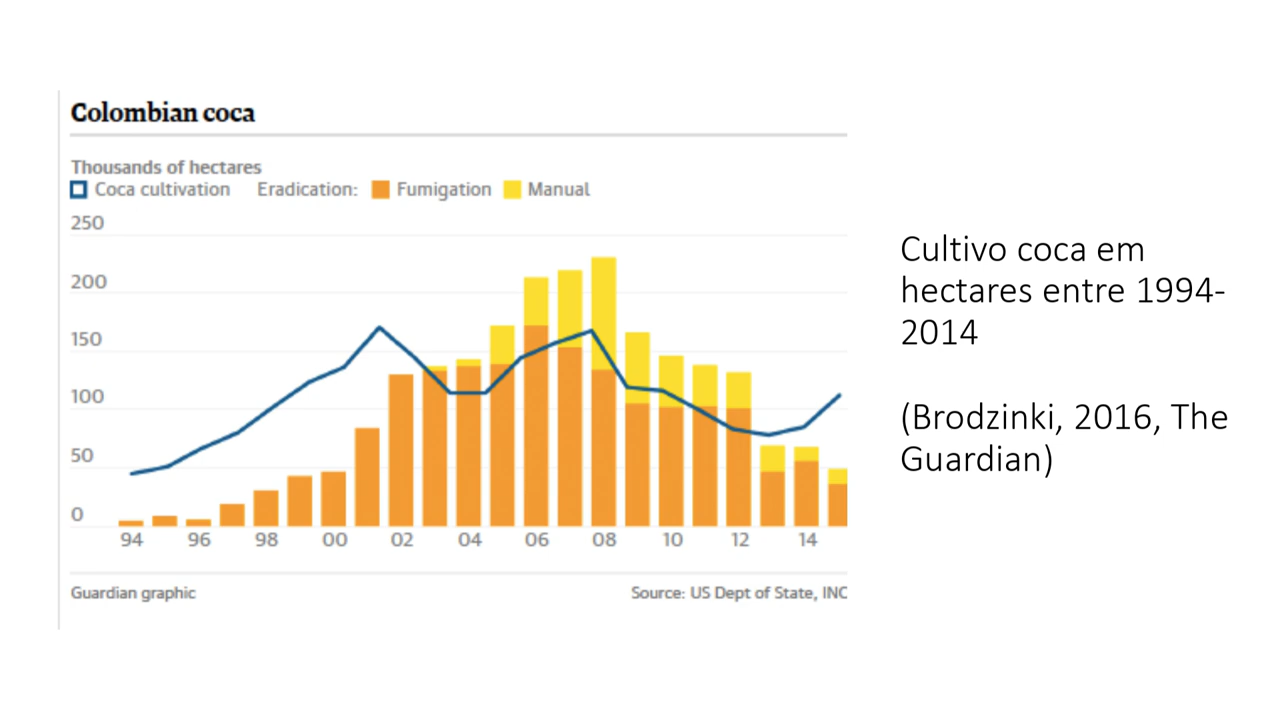 Colombian coca
Thousands of hectares
Coca cultivation Eradication: Fumigation Manual
250
200
150
100
50
0
94 96 98 00 02 04 06 08 10 12 14
Guardian graphic Source: US Dept of State, INC
Cultivo coca em
hectares entre 1994-
2014
(Brodzinki, 2016, The
Guardian)